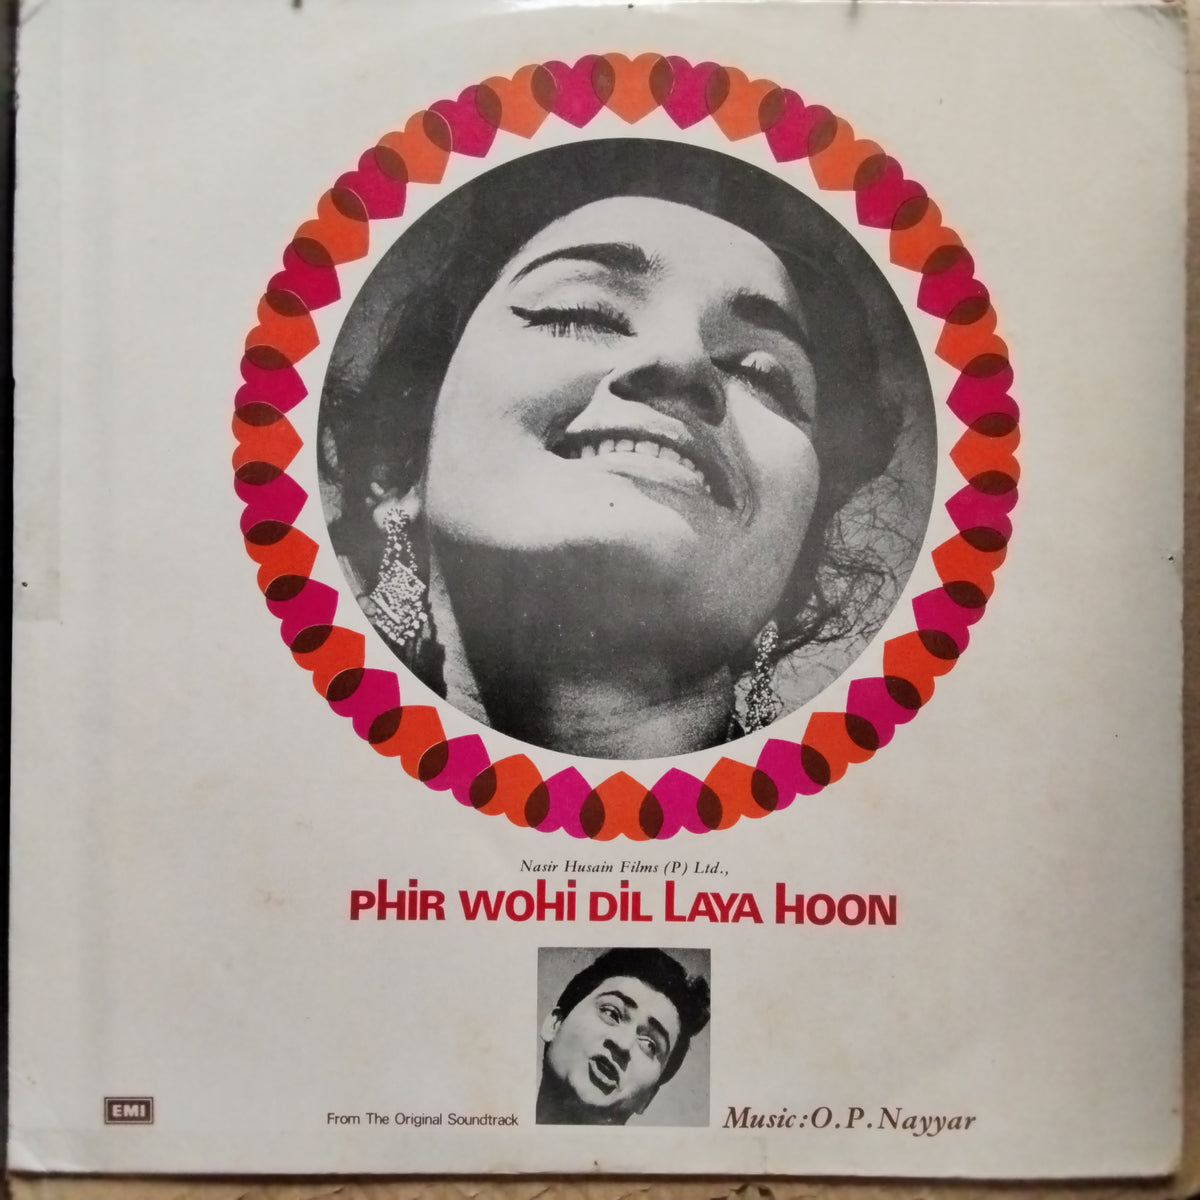 Nasir Husain Films (P) Ltd.,
PHIR WOHI DIL LAYA HOON
EMI
From The Original Soundtrack
Music: O.P. Nayyar